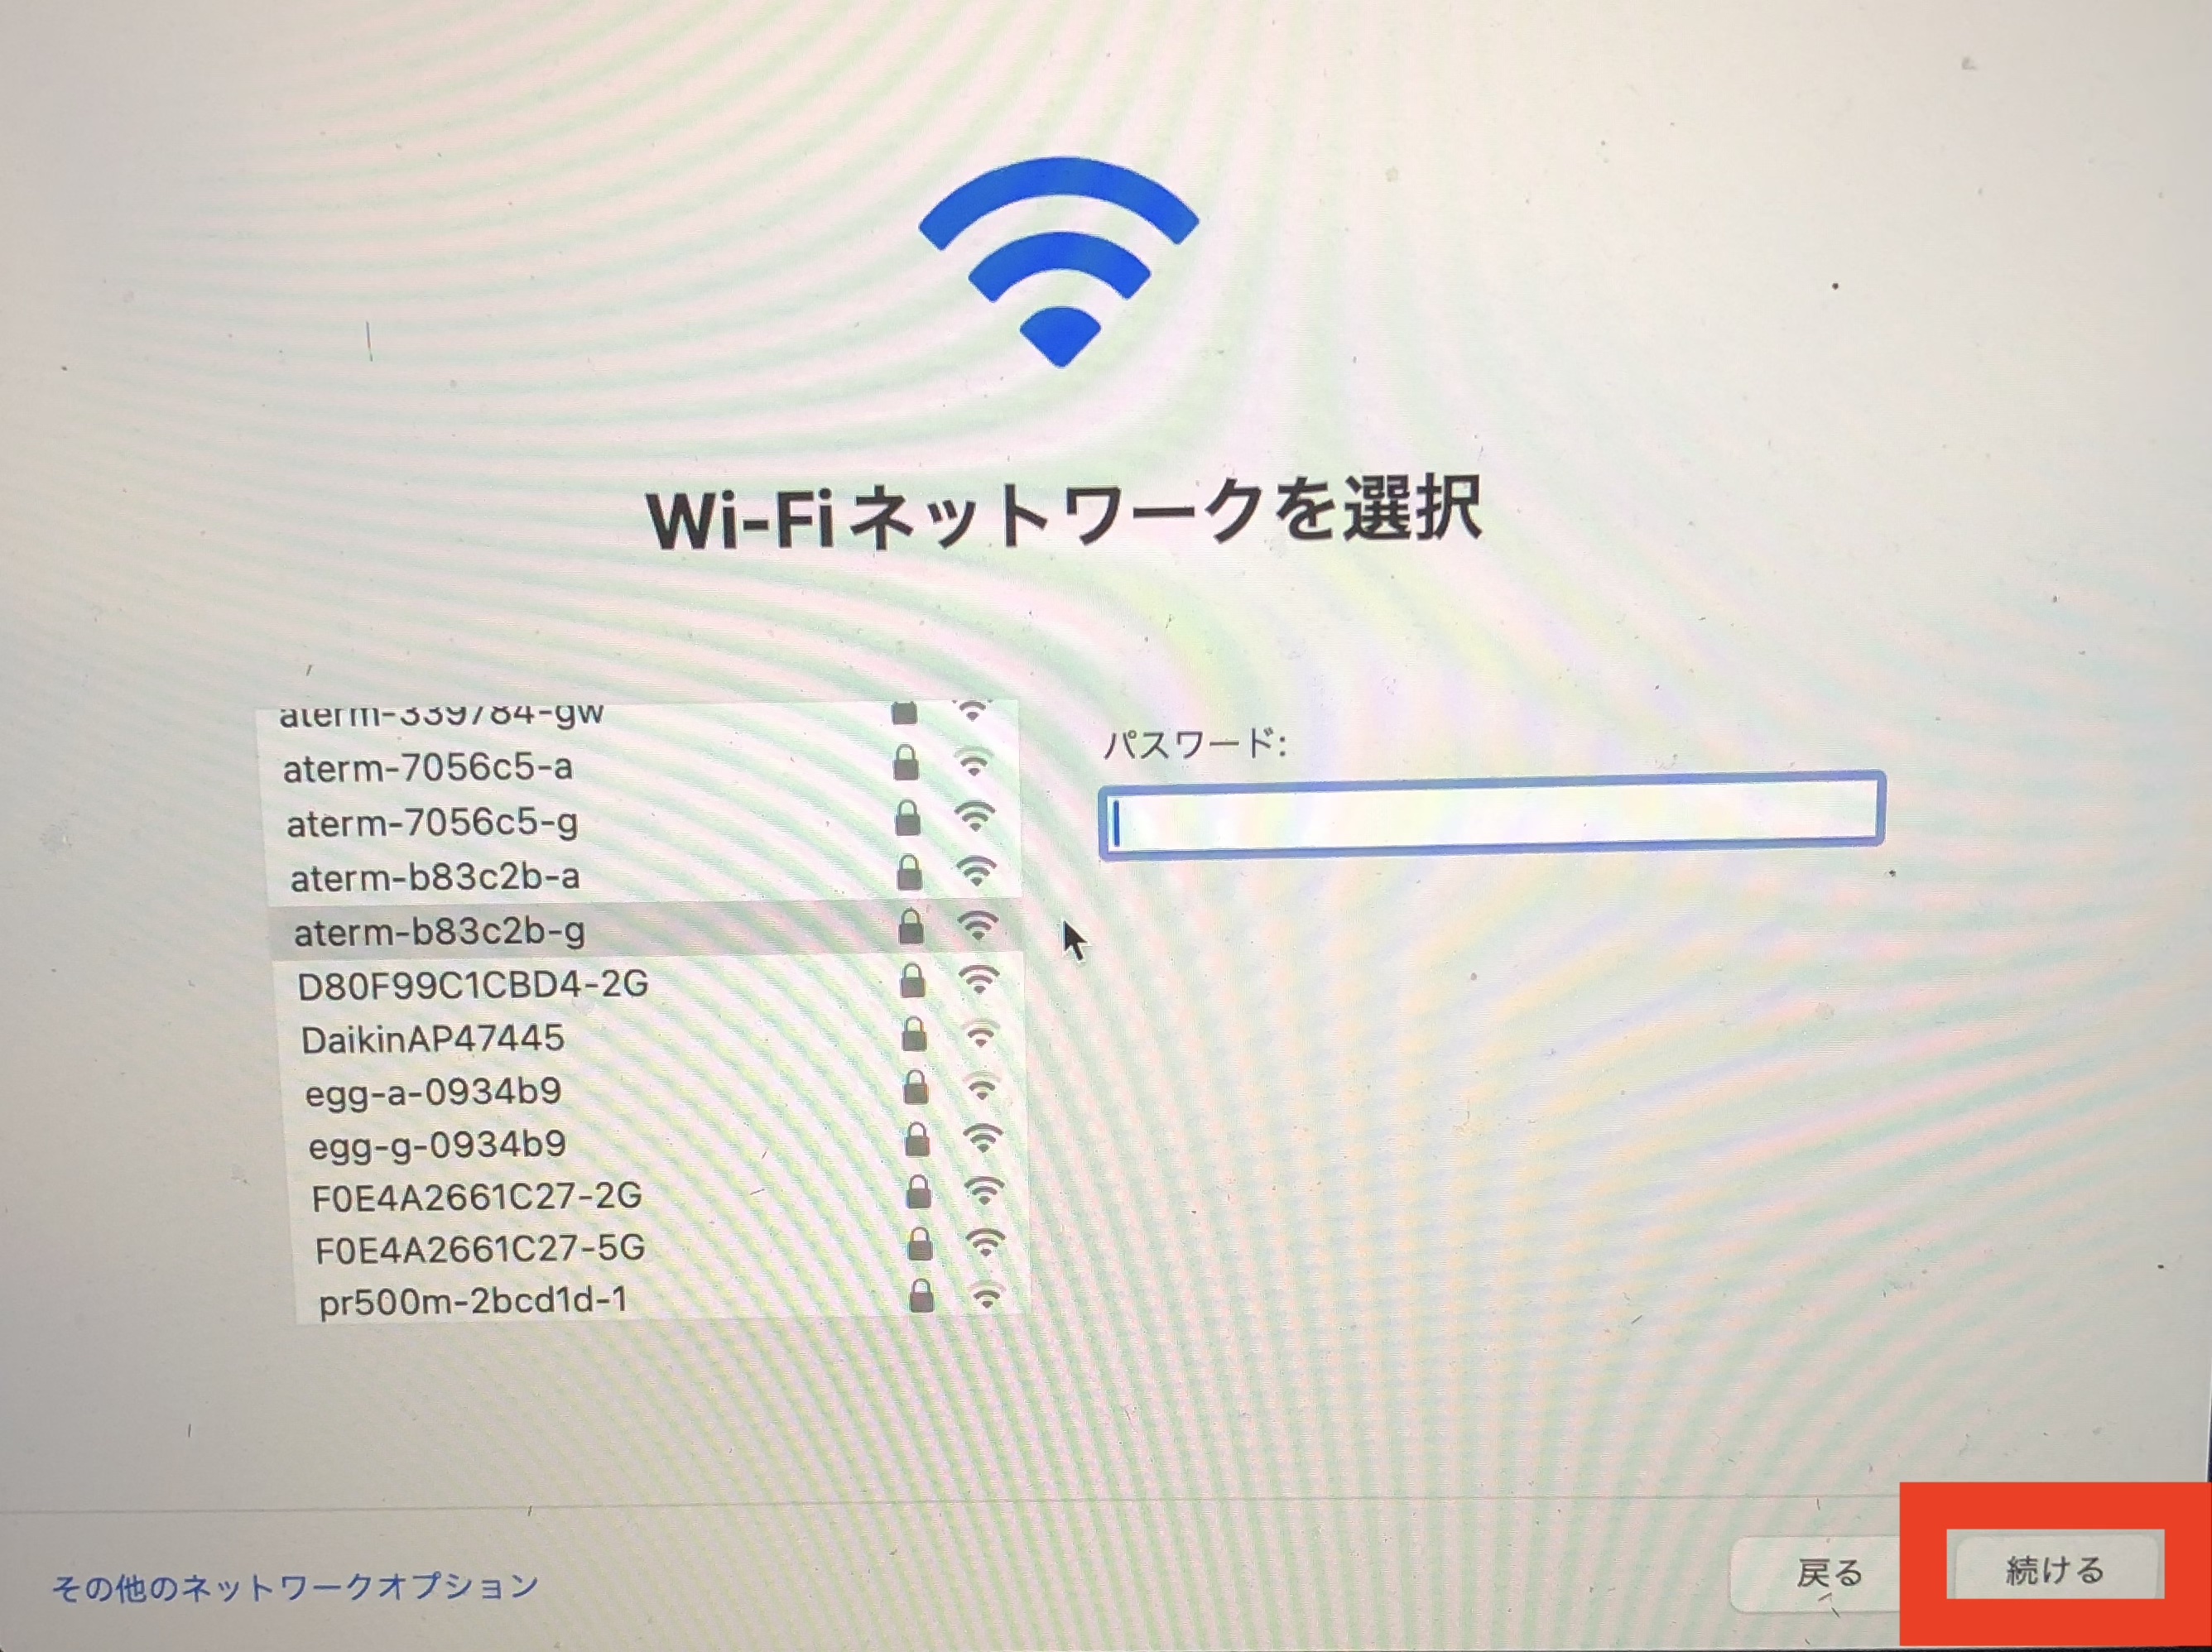 Wi-Fiネットワークを選択
aterm-339784-gw
aterm-7056c5-a
aterm-7056c5-g
aterm-b83c2b-a
aterm-b83c2b-g
D80F99C1CBD4-2G
DaikinAP47445
egg-a-0934b9
egg-g-0934b9
F0E4A2661C27-2G
F0E4A2661C27-5G
pr500m-2bcd1d-1
パスワード:
その他のネットワークオプション
戻る
続ける